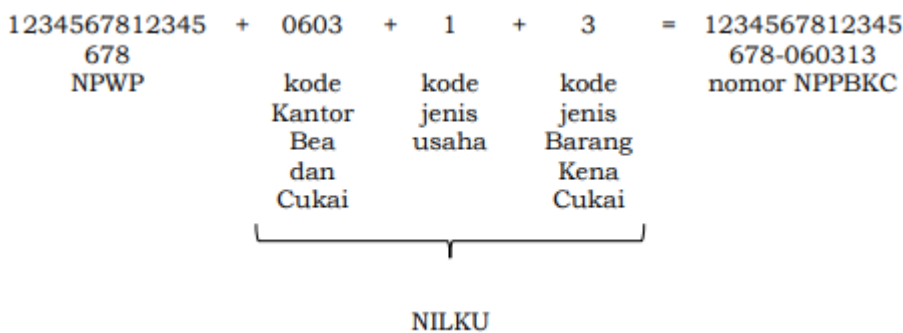 1234567812345 + 0603 + 1 + 3 = 1234567812345
678 678-060313
NPWP kode kode kode nomor NPPBKC
Kantor jenis jenis
Bea usaha Barang
dan Kena
Cukai Cukai
NILKU